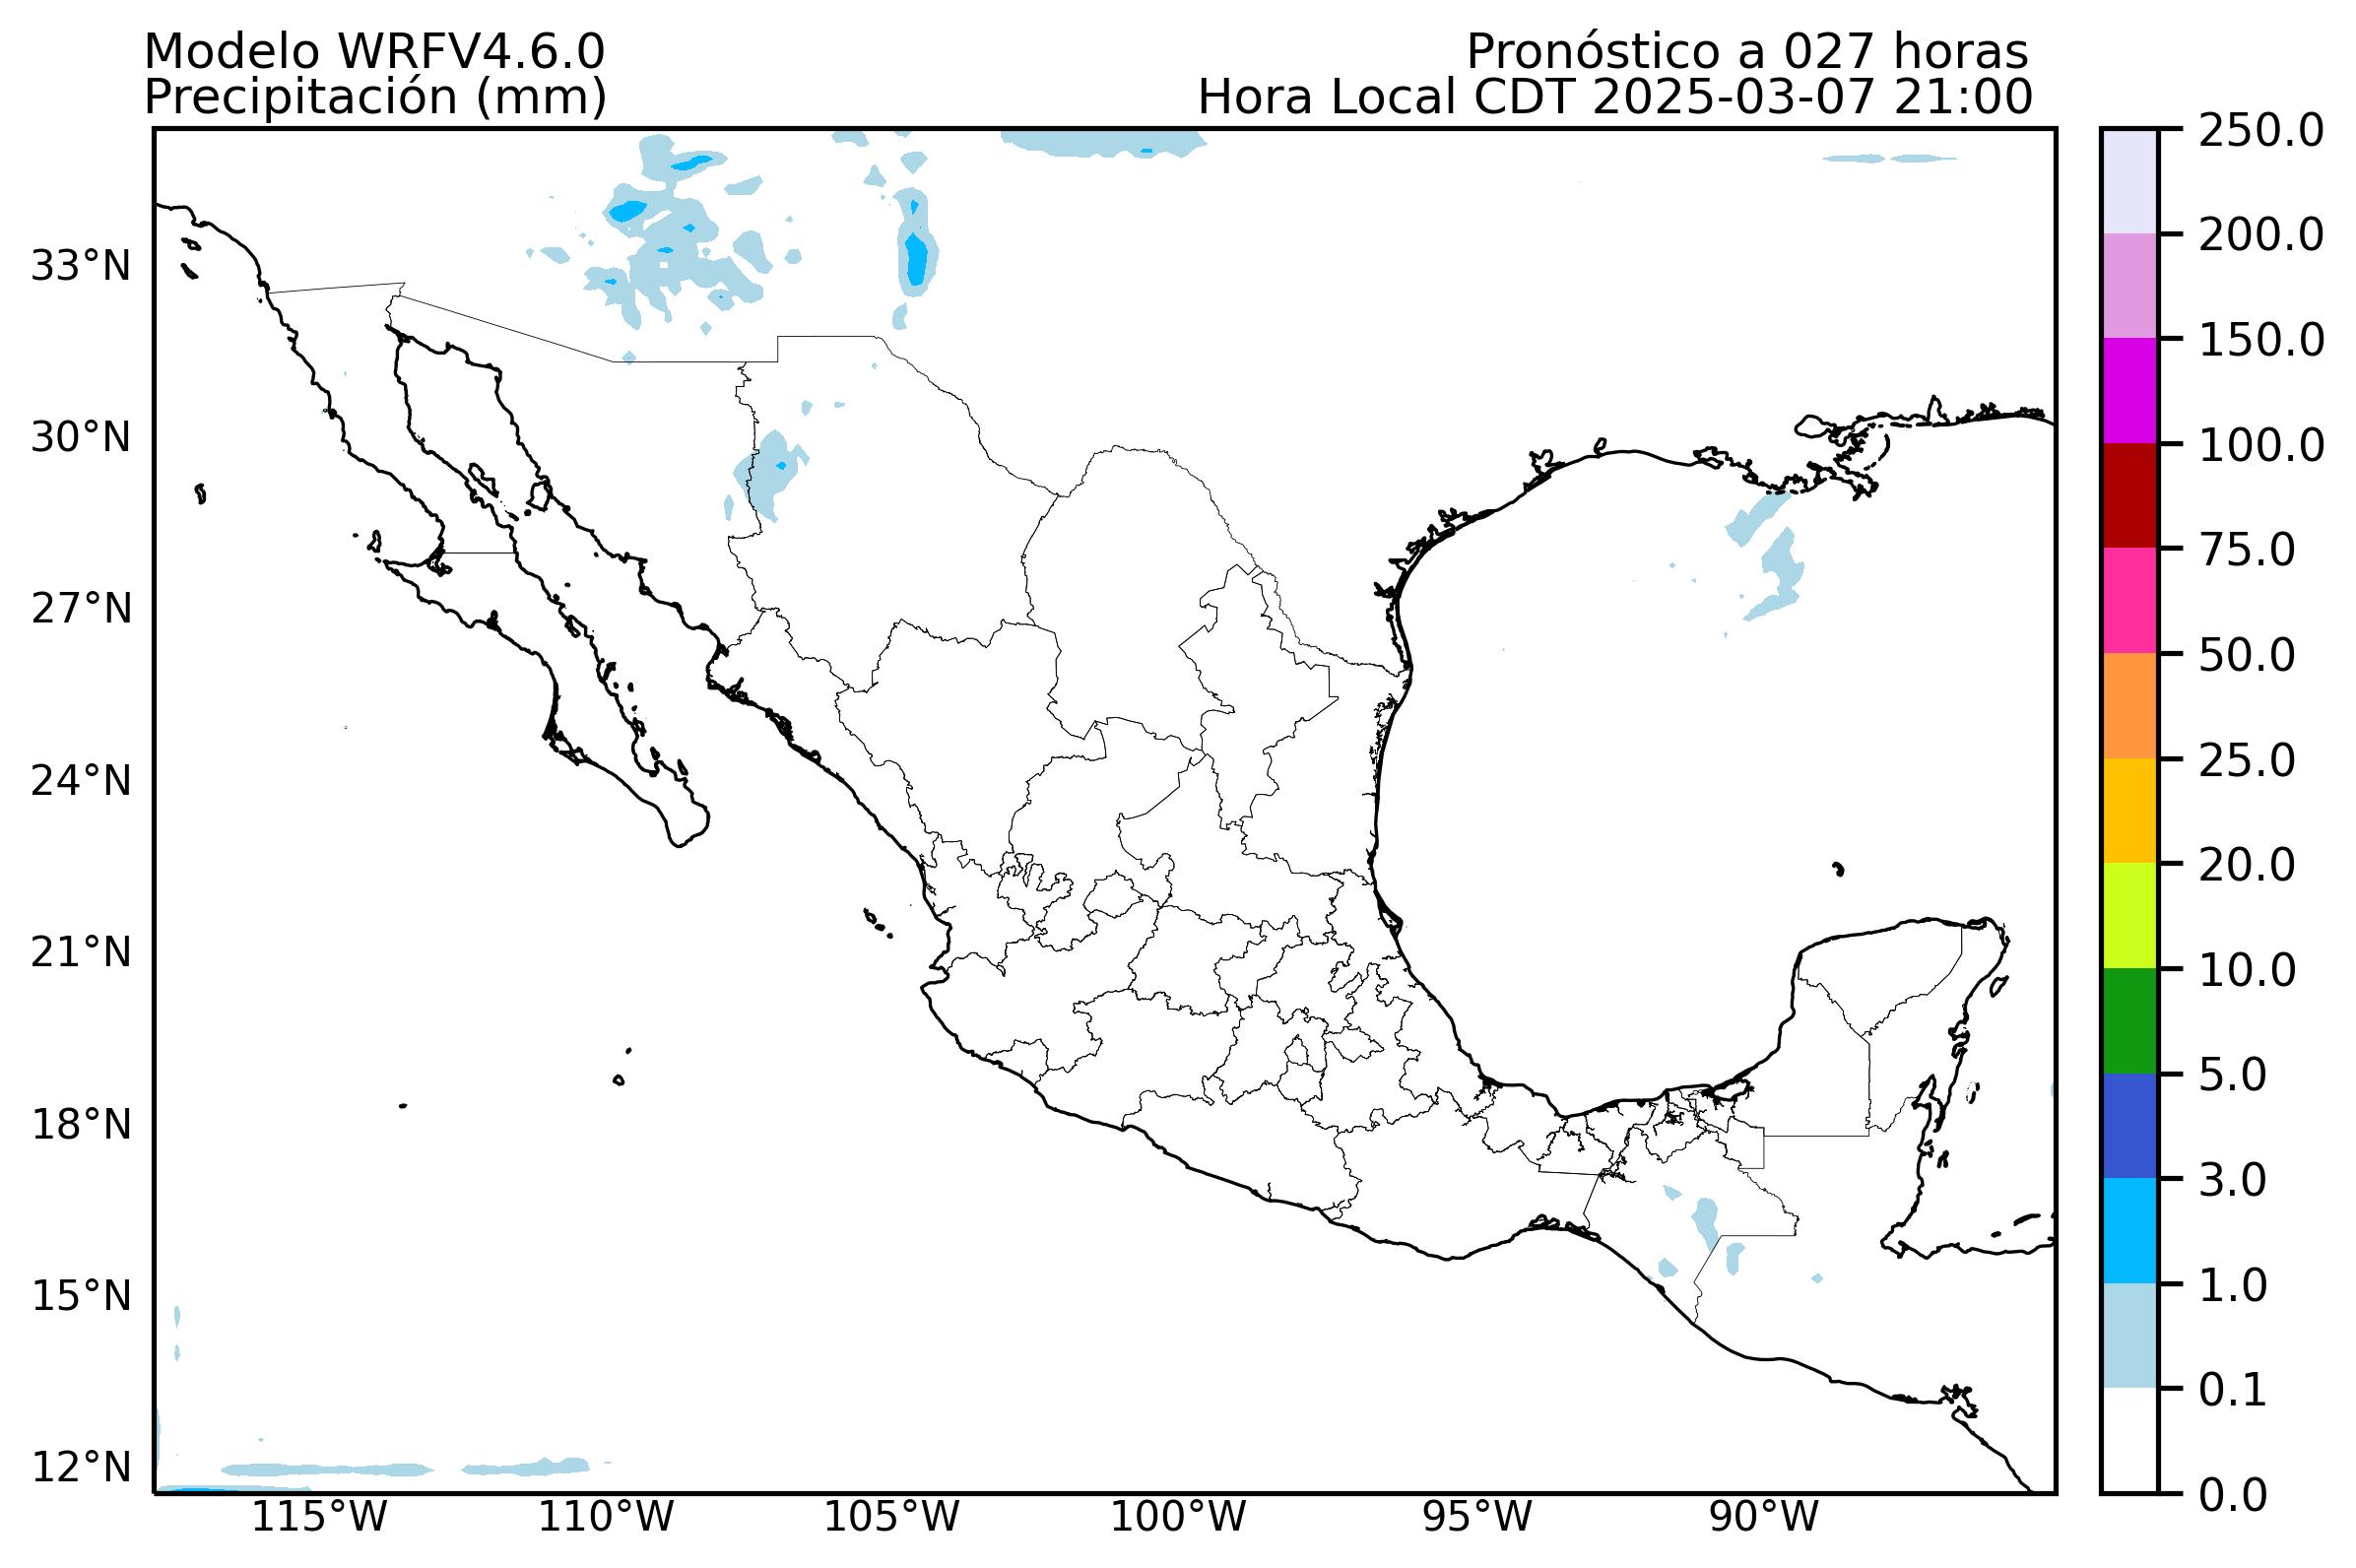 Modelo WRFV4.6.0
Pronóstico a 027 horas
Precipitación (mm)
Hora Local CDT 2025-03-07 21:00
250.0
200.0
150.0
100.0
75.0
50.0
25.0
20.0
10.0
5.0
3.0
1.0
0.1
0.0
33°N
30°N
27°N
24°N
21°N
18°N
15°N
12°N
115°W
110°W
105°W
100°W
95°W
90°W